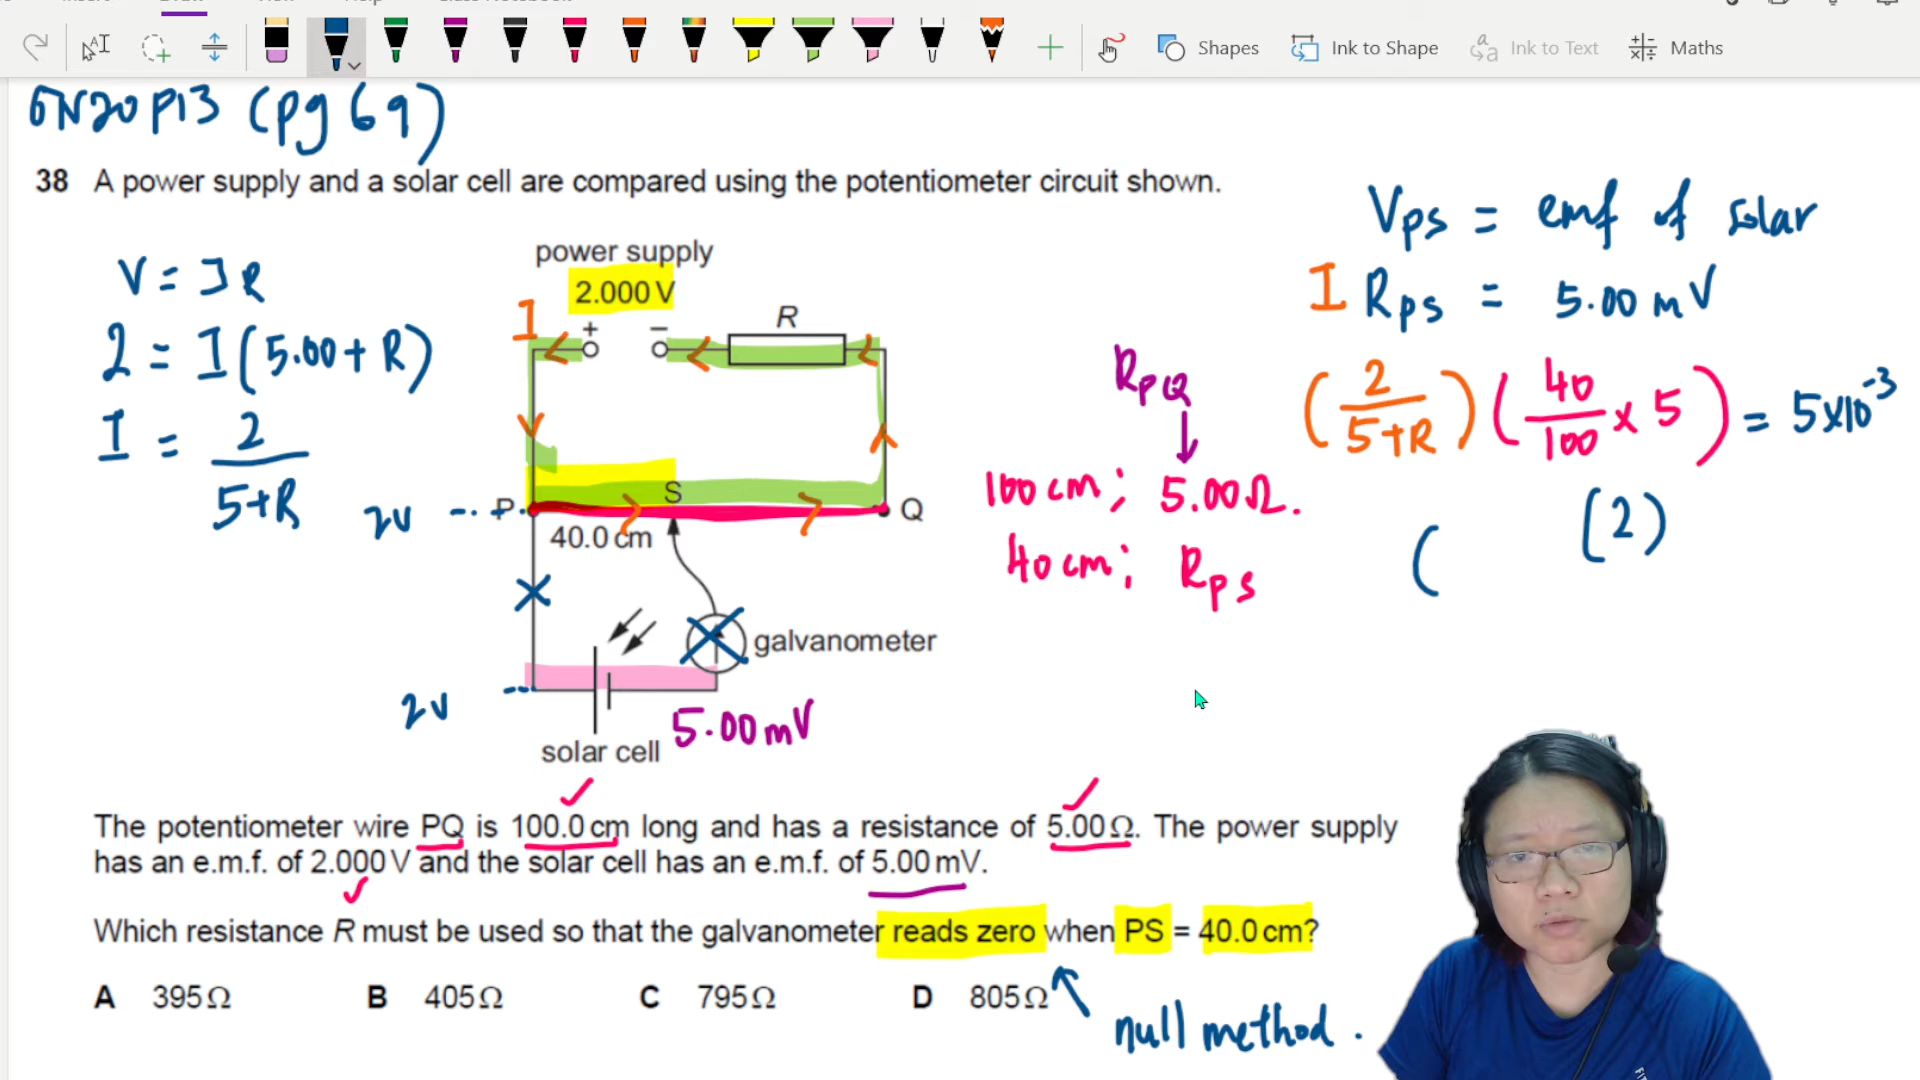 Shapes
Ink to Shape
Ink to Text
Maths
ON20 P13 (pg 69)
38 A power supply and a solar cell are compared using the potentiometer circuit shown.
power supply
2.000 V
+ −
R
I
P
S
Q
40.0 cm
galvanometer
solar cell
5.00 mV
2V
2V
V = IR
2 = I(5.00 + R)
I = 2/(5+R)
VPS = emf of solar
I RPS = 5.00 mV
(2/(5+R)) (40/100 × 5) = 5×10⁻³
( (2)
RPQ
↓
100 cm ; 5.00 Ω.
40 cm ; RPS
The potentiometer wire PQ is 100.0 cm long and has a resistance of 5.00 Ω. The power supply
has an e.m.f. of 2.000 V and the solar cell has an e.m.f. of 5.00 mV.
Which resistance R must be used so that the galvanometer reads zero when PS = 40.0 cm?
A 395 Ω B 405 Ω C 795 Ω D 805 Ω
null method.